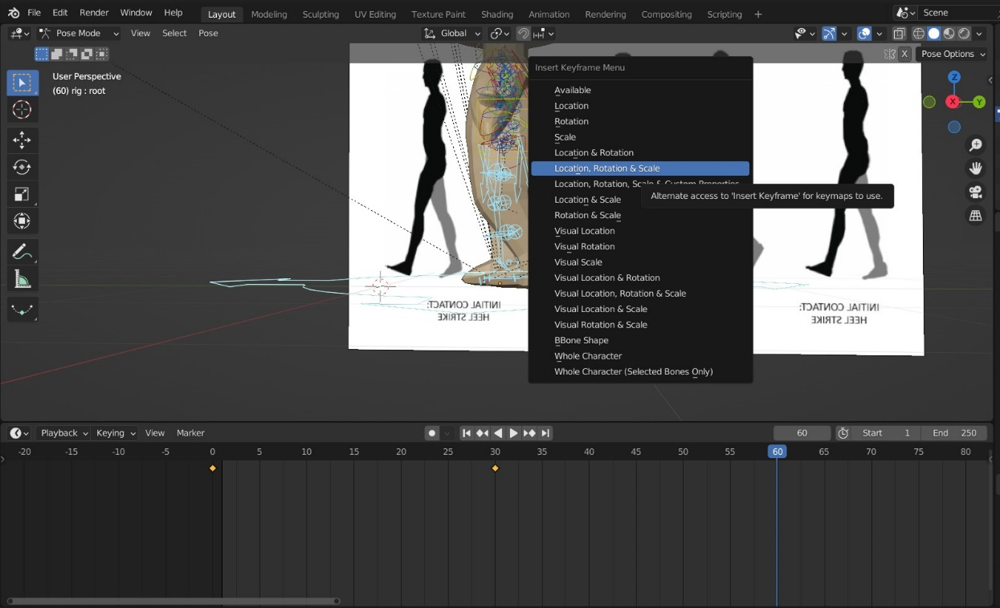 File Edit Render Window Help Layout Modeling Sculpting UV Editing Texture Paint Shading Animation Rendering Compositing Scripting + Scene
Pose Mode View Select Pose Global
X Pose Options
User Perspective
(60) rig : root
Z
X
Y
Insert Keyframe Menu
Available
Location
Rotation
Scale
Location & Rotation
Location, Rotation & Scale
Location, Rotation, Scale & Custom Properties
Alternate access to 'Insert Keyframe' for keymaps to use.
Location & Scale
Rotation & Scale
Visual Location
Visual Rotation
Visual Scale
Visual Location & Rotation
Visual Location, Rotation & Scale
Visual Location & Scale
Visual Rotation & Scale
BBone Shape
Whole Character
Whole Character (Selected Bones Only)
INITIAL CONTACT:
HEEL STRIKE
INITIAL CONTACT:
HEEL STRIKE
Playback Keying View Marker 60 Start 1 End 250
-20 -15 -10 -5 0 5 10 15 20 25 30 35 40 45 50 55 60 65 70 75 80